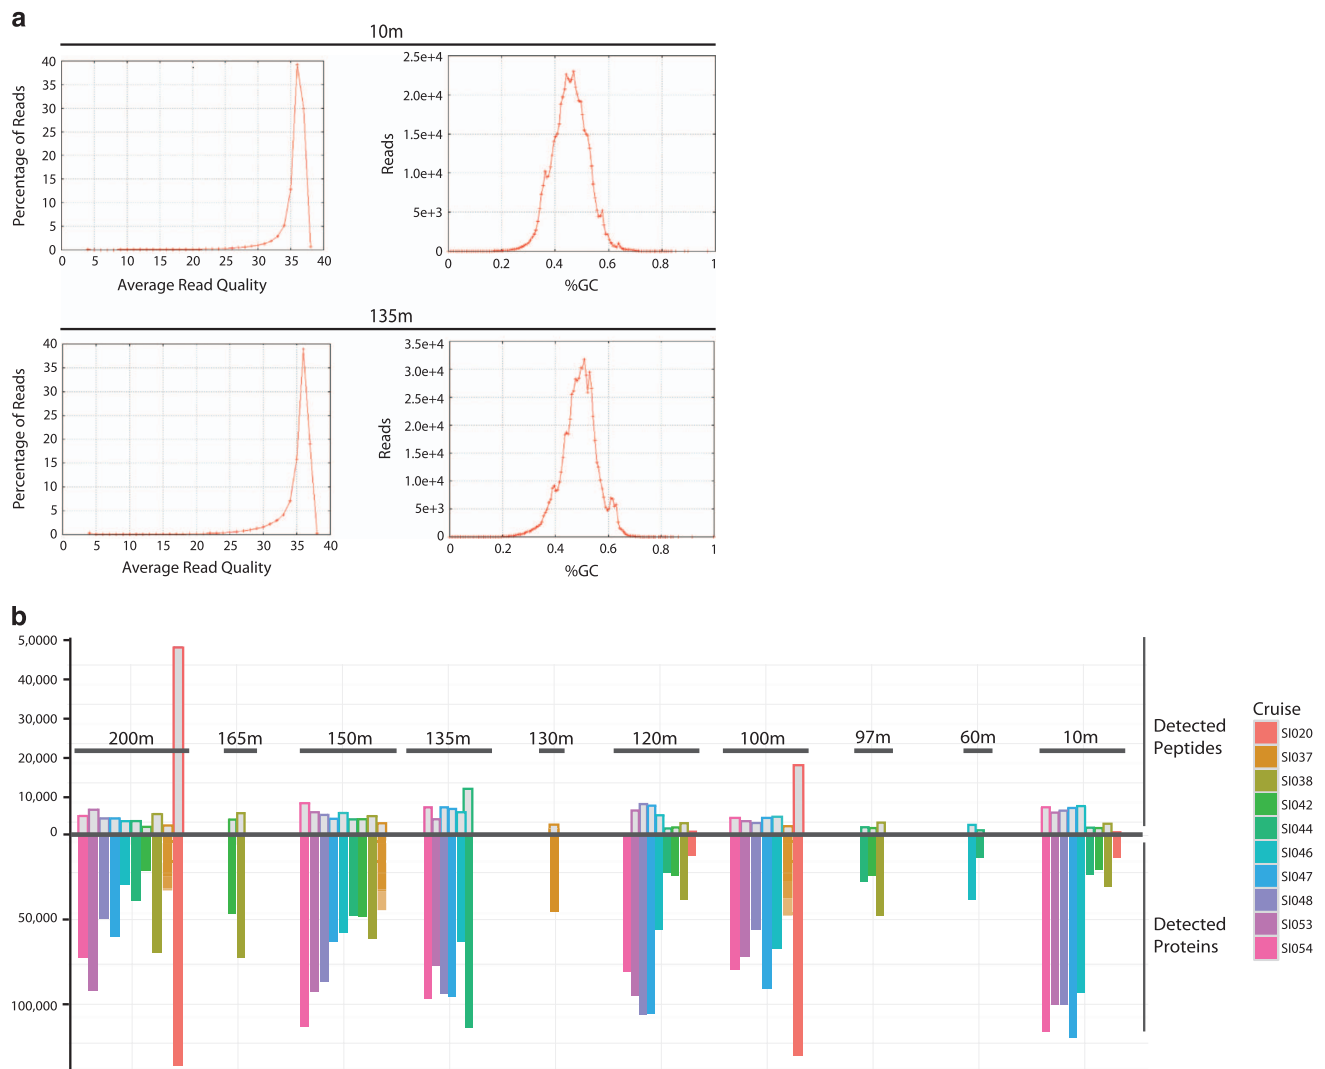 a
10m
Percentage of Reads
40
35
30
25
20
15
10
5
0
0 5 10 15 20 25 30 35 40
Average Read Quality
Reads
2.5e+4
2.0e+4
1.5e+4
1.0e+4
5e+3
0
0 0.2 0.4 0.6 0.8 1
%GC
135m
Percentage of Reads
40
35
30
25
20
15
10
5
0
0 5 10 15 20 25 30 35 40
Average Read Quality
Reads
3.5e+4
3.0e+4
2.5e+4
2.0e+4
1.5e+4
1.0e+4
5e+3
0
0 0.2 0.4 0.6 0.8 1
%GC
b
5,0000
40,000
30,000
20,000
10,000
0
50,000
100,000
200m 165m 150m 135m 130m 120m 100m 97m 60m 10m
Detected
Peptides
Detected
Proteins
Cruise
SI020
SI037
SI038
SI042
SI044
SI046
SI047
SI048
SI053
SI054